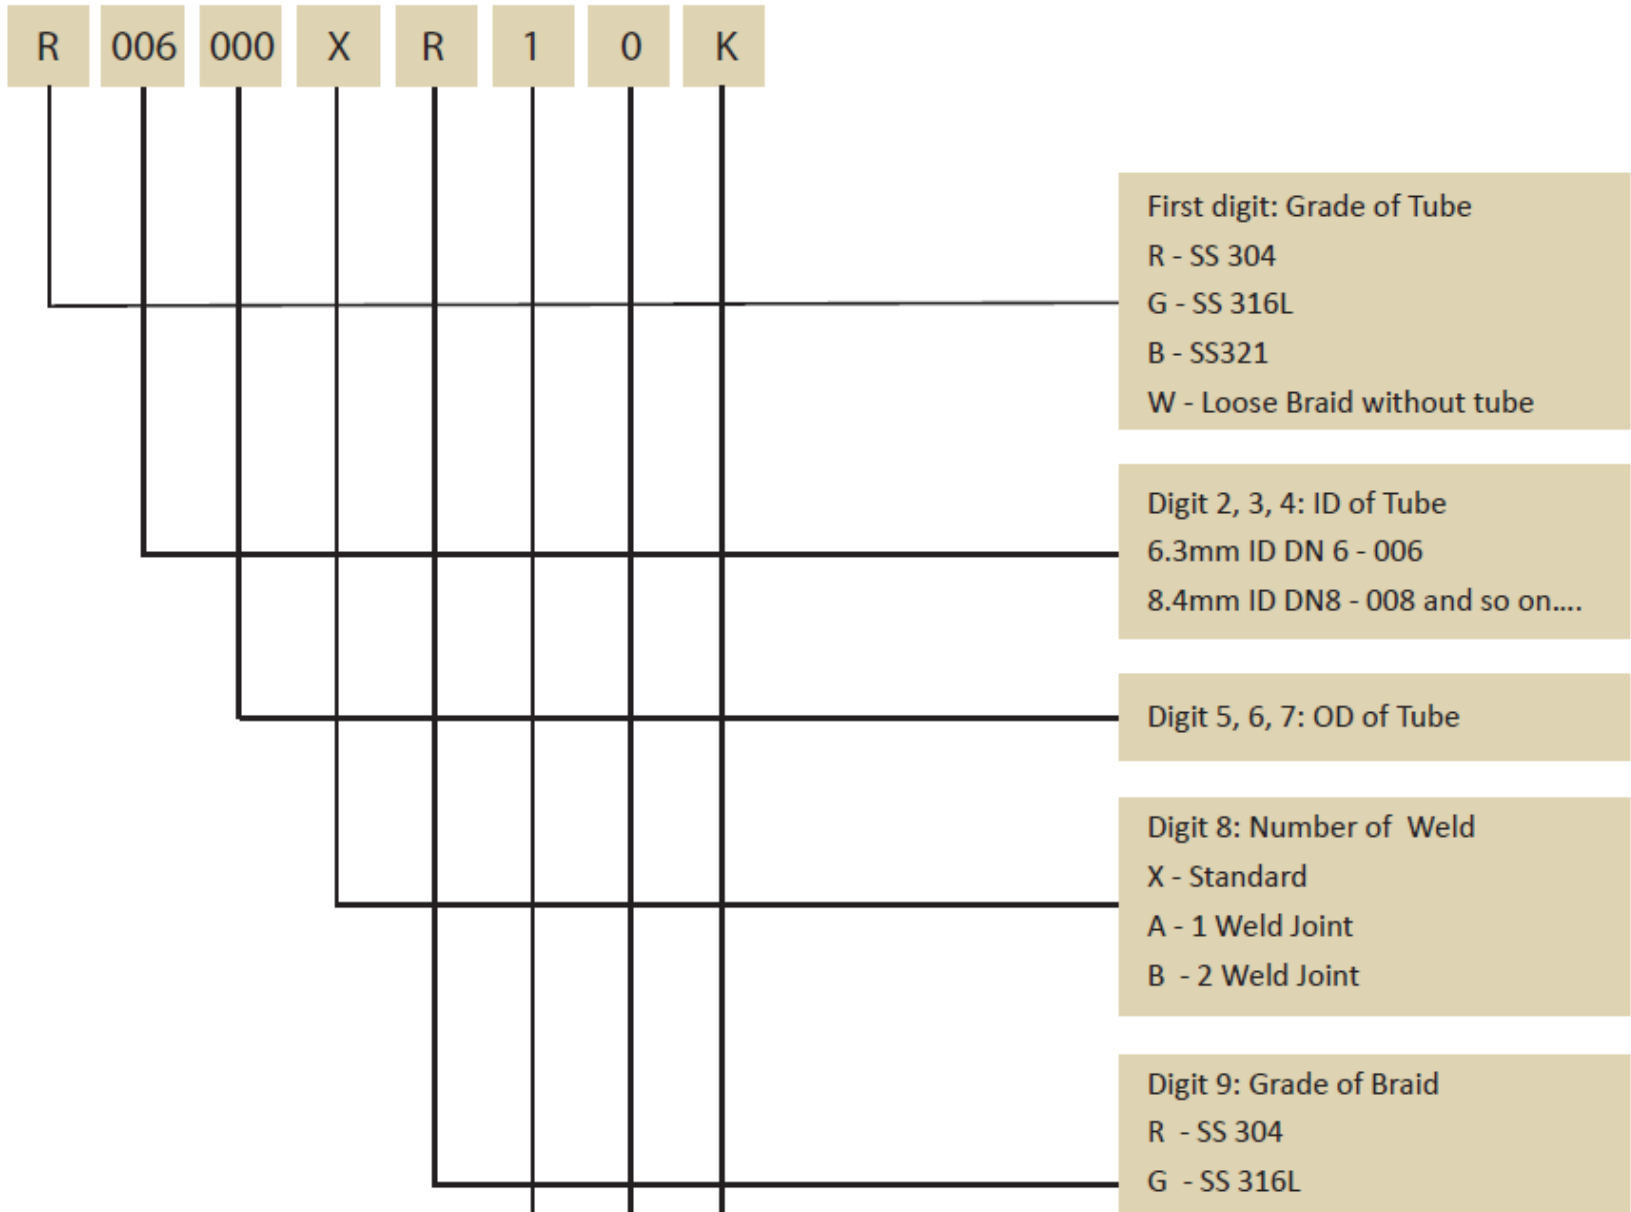 R 006 000 X R 1 0 K
First digit: Grade of Tube
R - SS 304
G - SS 316L
B - SS321
W - Loose Braid without tube
Digit 2, 3, 4: ID of Tube
6.3mm ID DN 6 - 006
8.4mm ID DN8 - 008 and so on....
Digit 5, 6, 7: OD of Tube
Digit 8: Number of  Weld
X - Standard
A - 1 Weld Joint
B  - 2 Weld Joint
Digit 9: Grade of Braid
R  - SS 304
G  - SS 316L